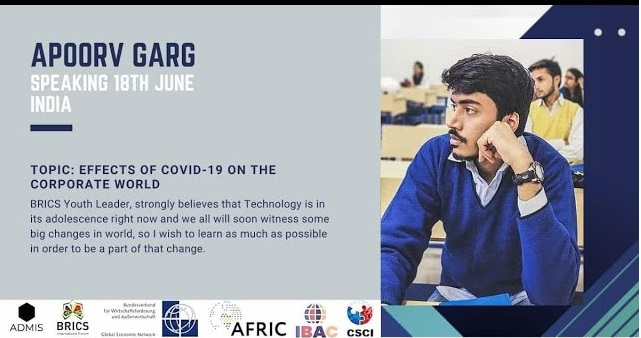 APOORV GARG
SPEAKING 18TH JUNE
INDIA
TOPIC: EFFECTS OF COVID-19 ON THE
CORPORATE WORLD
BRICS Youth Leader, strongly believes that Technology is in
its adolescence right now and we all will soon witness some
big changes in world, so I wish to learn as much as possible
in order to be a part of that change.
ADMIS
BRICS
International Forum
Bundesverband
für Wirtschaftsförderung
und Außenwirtschaft
Global Economic Network
AFRIC
IBAC
CSCI